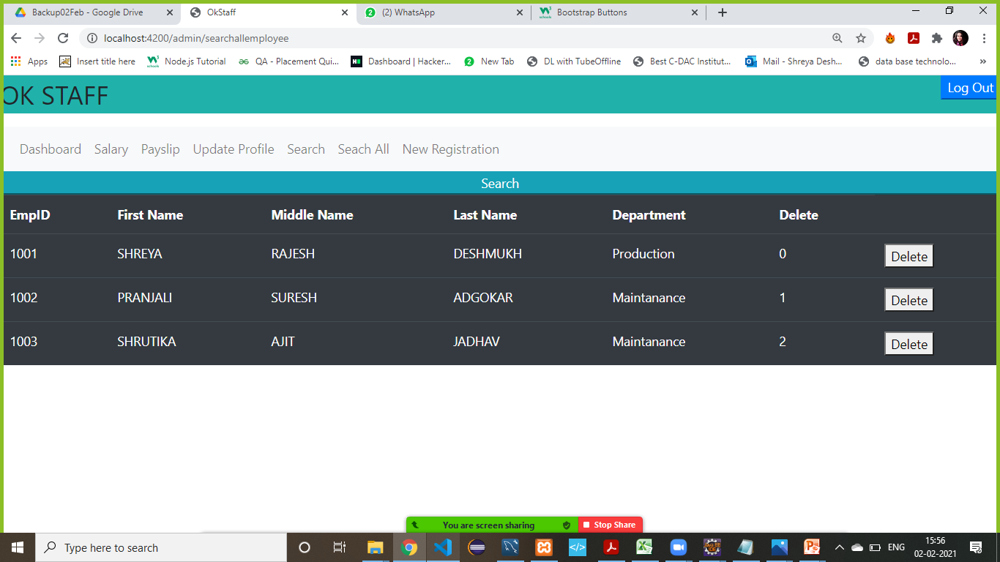 Backup02Feb - Google Drive OkStaff (2) WhatsApp Bootstrap Buttons
localhost:4200/admin/searchallemployee
Apps Insert title here Node.js Tutorial QA - Placement Qui... Dashboard | Hacker... New Tab DL with TubeOffline Best C-DAC Institut... Mail - Shreya Desh... data base technolo... »
OK STAFF Log Out
Dashboard Salary Payslip Update Profile Search Seach All New Registration
Search
EmpID First Name Middle Name Last Name Department Delete
1001 SHREYA RAJESH DESHMUKH Production 0 Delete
1002 PRANJALI SURESH ADGOKAR Maintanance 1 Delete
1003 SHRUTIKA AJIT JADHAV Maintanance 2 Delete
You are screen sharing Stop Share
Type here to search ENG 15:56
02-02-2021